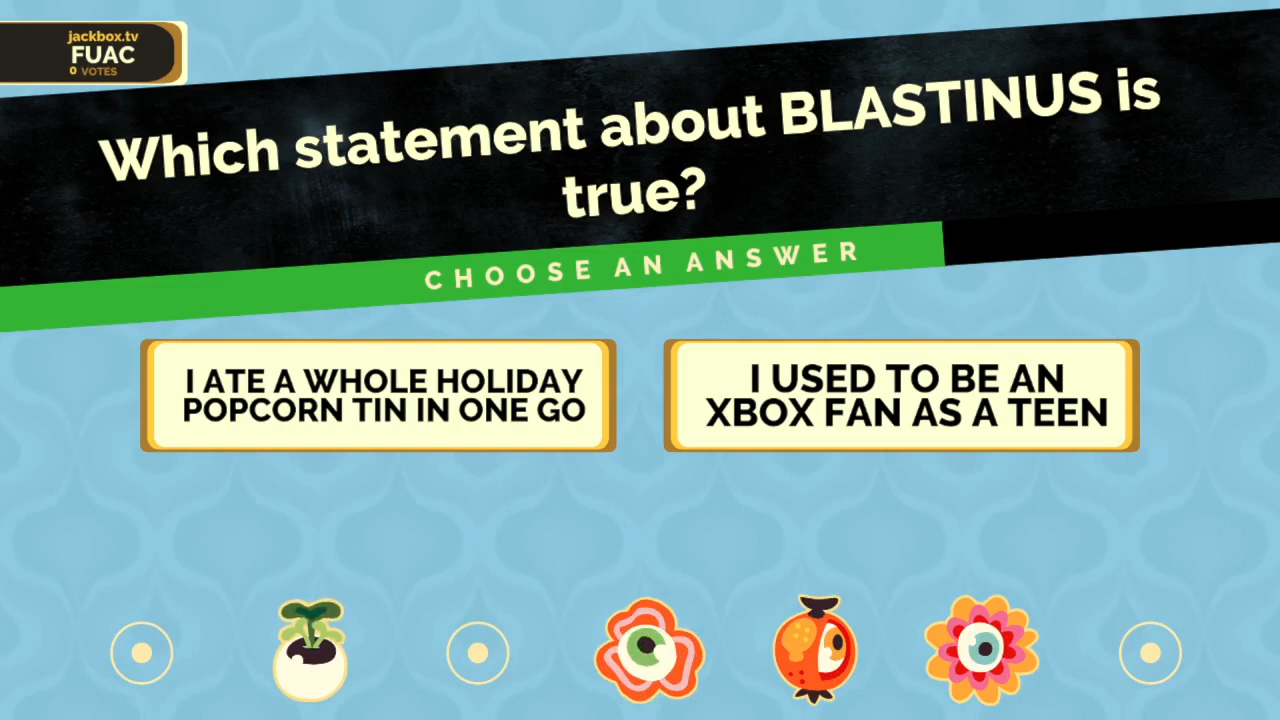 jackbox.tv
FUAC
0 VOTES
Which statement about BLASTINUS is
true?
CHOOSE AN ANSWER
I ATE A WHOLE HOLIDAY
POPCORN TIN IN ONE GO
I USED TO BE AN
XBOX FAN AS A TEEN